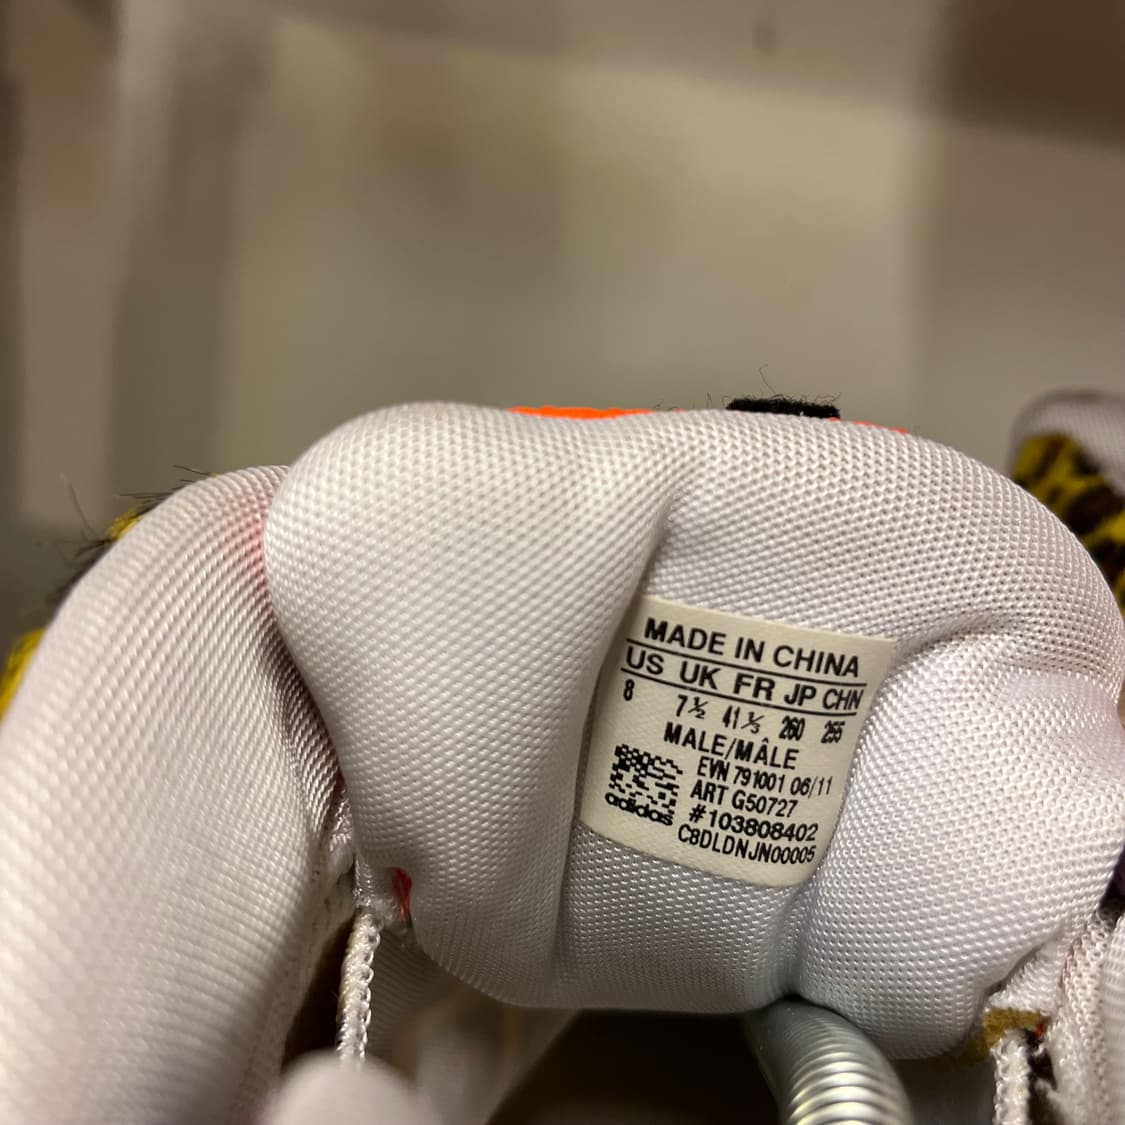 MADE IN CHINA
US UK FR JP CHN
8 7½ 41⅓ 260 255
MALE/MÂLE
EVN 791001 06/11
ART G50727
#103808402
C8DLDNJN00005
adidas